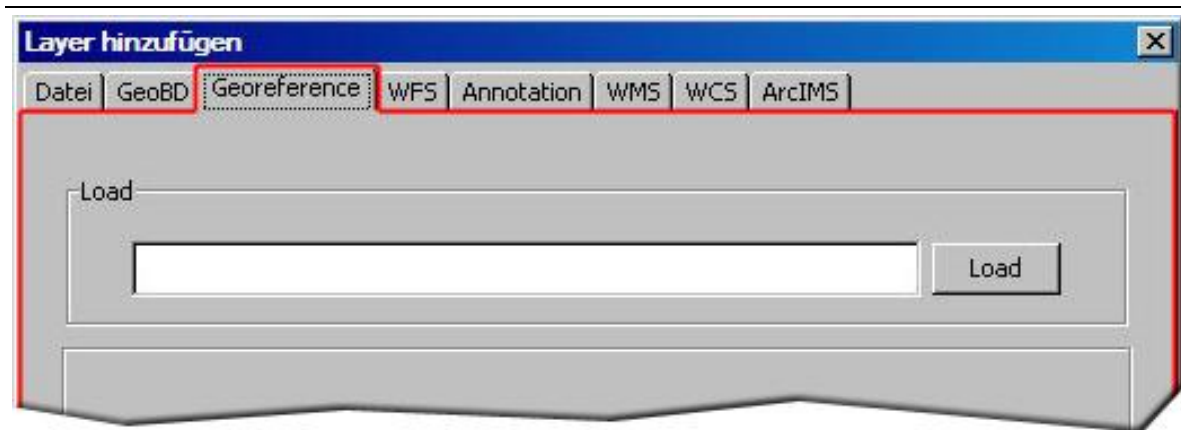 Layer hinzufügen
Datei GeoBD Georeference WFS Annotation WMS WCS ArcIMS
Load
Load